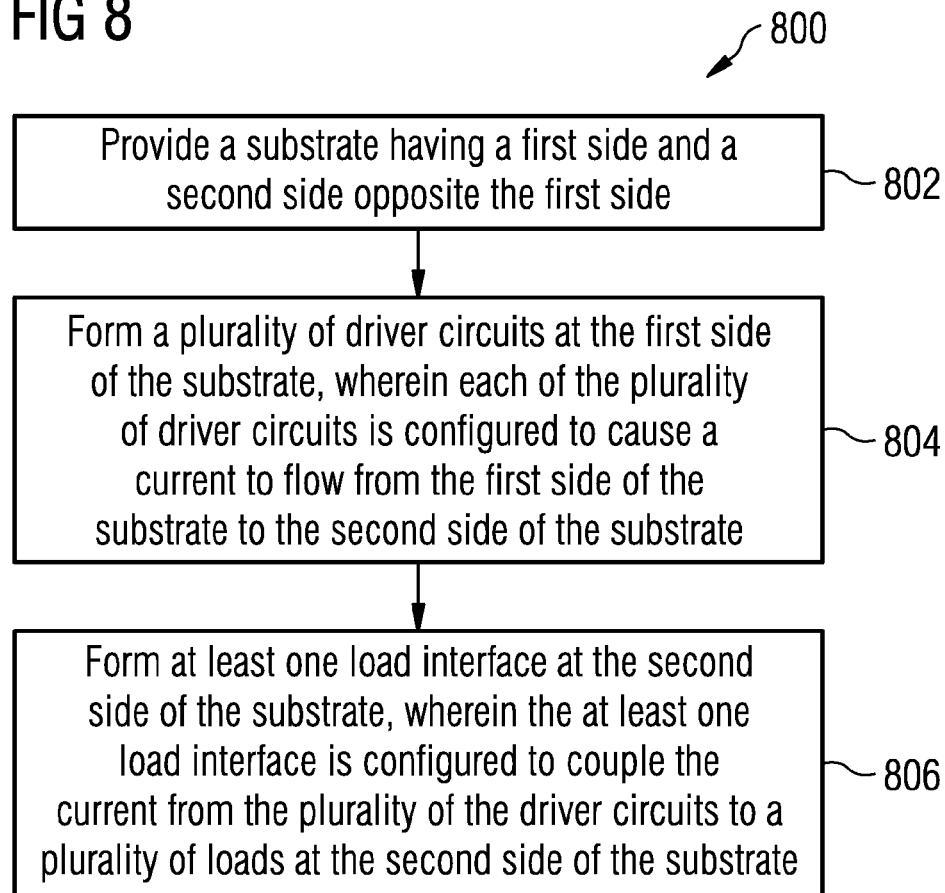 FIG 8
800
Provide a substrate having a first side and a
second side opposite the first side
802
Form a plurality of driver circuits at the first side
of the substrate, wherein each of the plurality
of driver circuits is configured to cause a
current to flow from the first side of the
substrate to the second side of the substrate
804
Form at least one load interface at the second
side of the substrate, wherein the at least one
load interface is configured to couple the
current from the plurality of the driver circuits to a
plurality of loads at the second side of the substrate
806